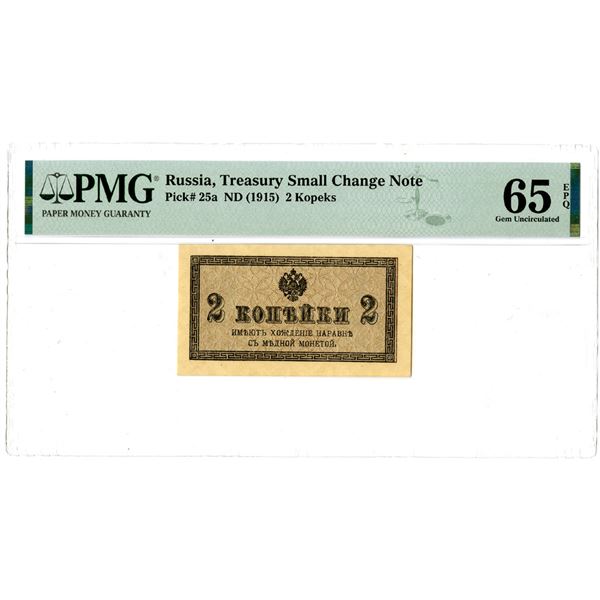 PMG®
PAPER MONEY GUARANTY
Russia, Treasury Small Change Note
Pick# 25a ND (1915) 2 Kopeks
65 EPQ
Gem Uncirculated
2 КОПѢЙКИ 2
ИМѢЮТЪ ХОЖДЕНІЕ НАРАВНѢ
СЪ МѢДНОЙ МОНЕТОЙ.